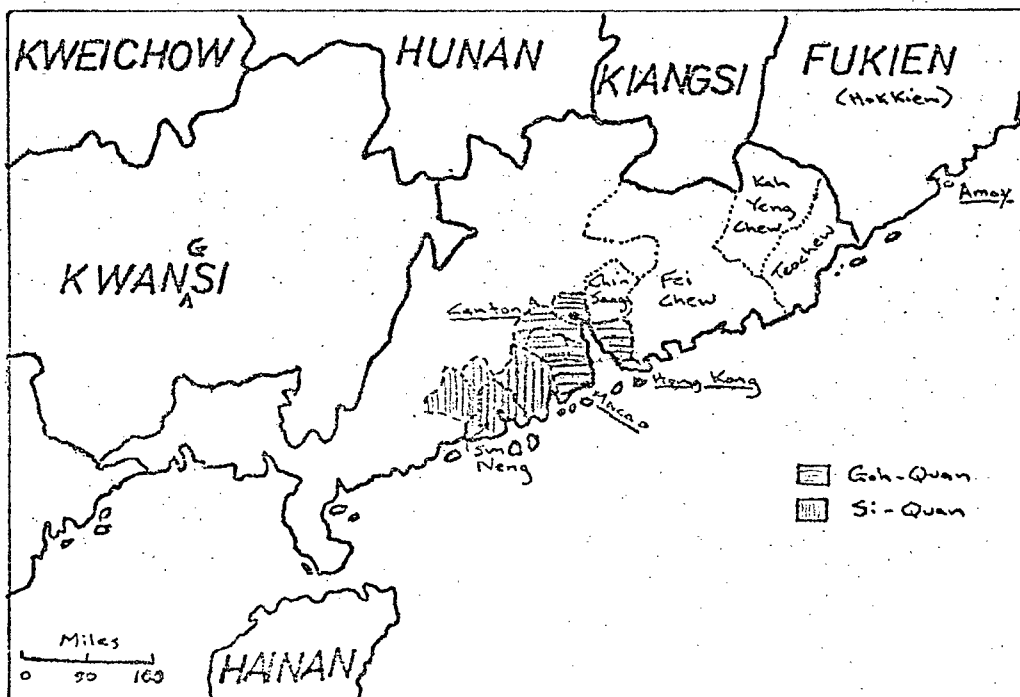 KWEICHOW
HUNAN
KIANGSI
FUKIEN
(Hokkien)
Amoy
Kah
Yeng
Chew
Teochew
KWANSI
G
Λ
Chin
Sang
Fei
Chew
Canton
Hong Kong
Macao
Sun
Neng
Goh-Quan
Si-Quan
Miles
0 50 100
HAINAN